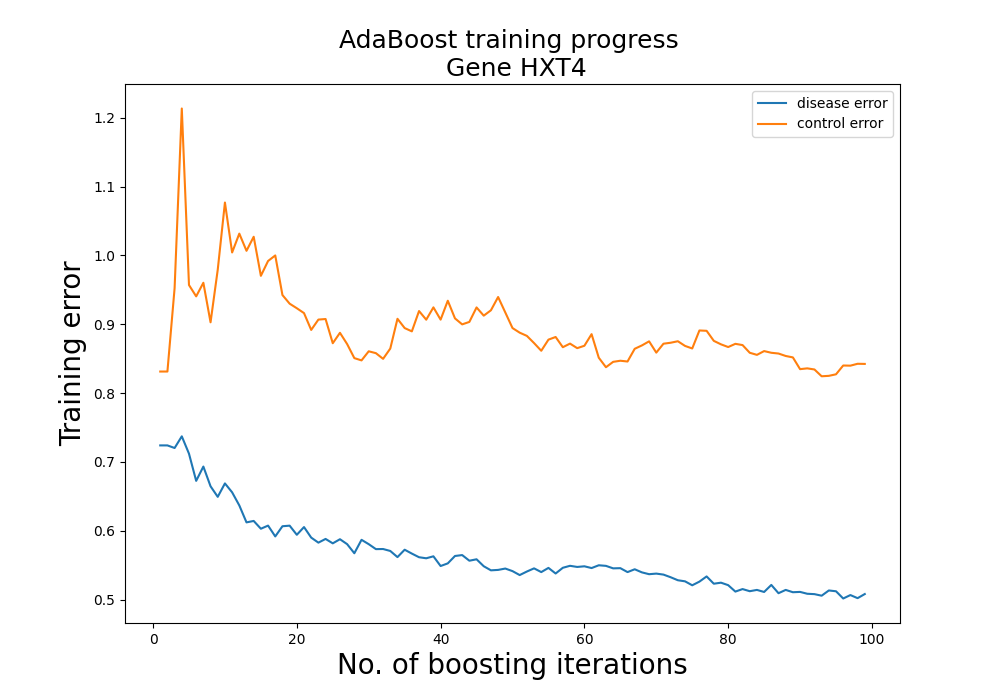 AdaBoost training progress
Gene HXT4
disease error
control error
Training error
1.2
1.1
1.0
0.9
0.8
0.7
0.6
0.5
0
20
40
60
80
100
No. of boosting iterations